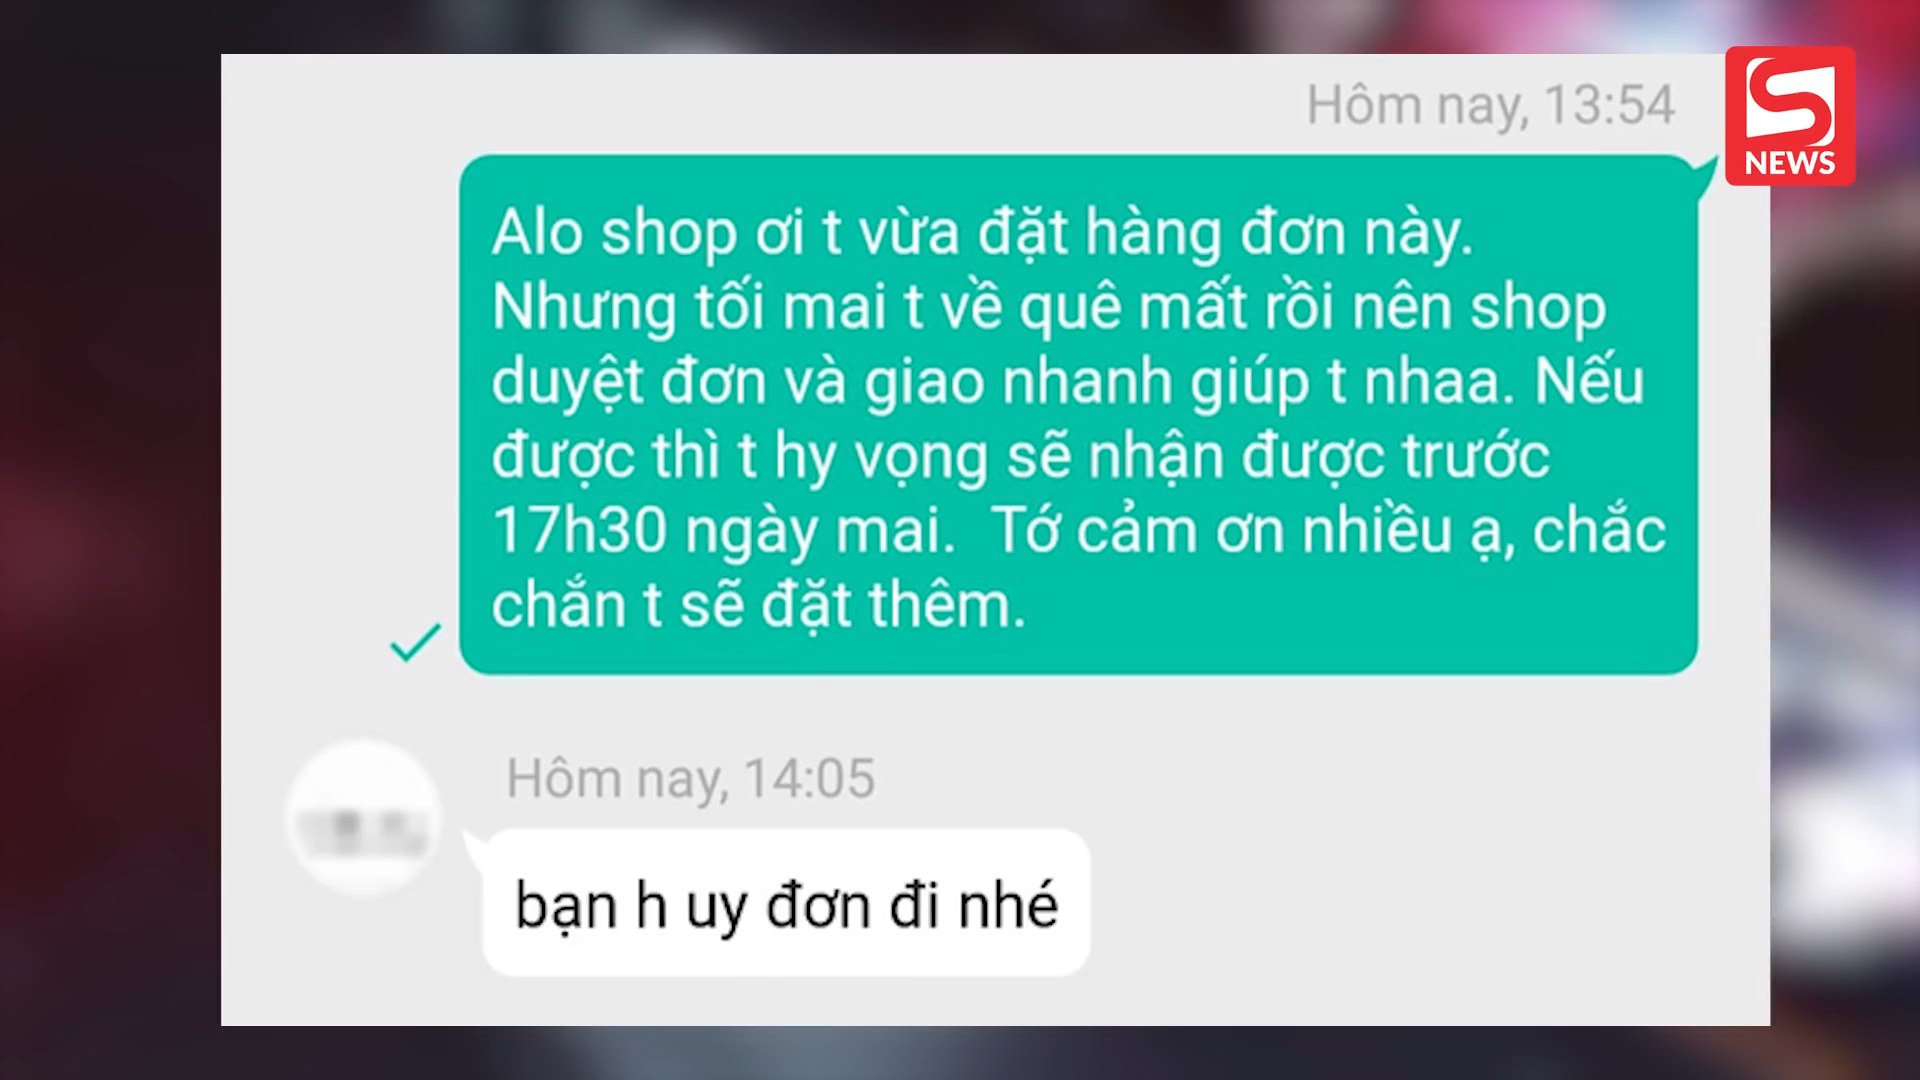 Hôm nay, 13:54
S
NEWS
Alo shop ơi t vừa đặt hàng đơn này.
Nhưng tối mai t về quê mất rồi nên shop
duyệt đơn và giao nhanh giúp t nhaa. Nếu
được thì t hy vọng sẽ nhận được trước
17h30 ngày mai.  Tớ cảm ơn nhiều ạ, chắc
chắn t sẽ đặt thêm.
Hôm nay, 14:05
bạn h uy đơn đi nhé